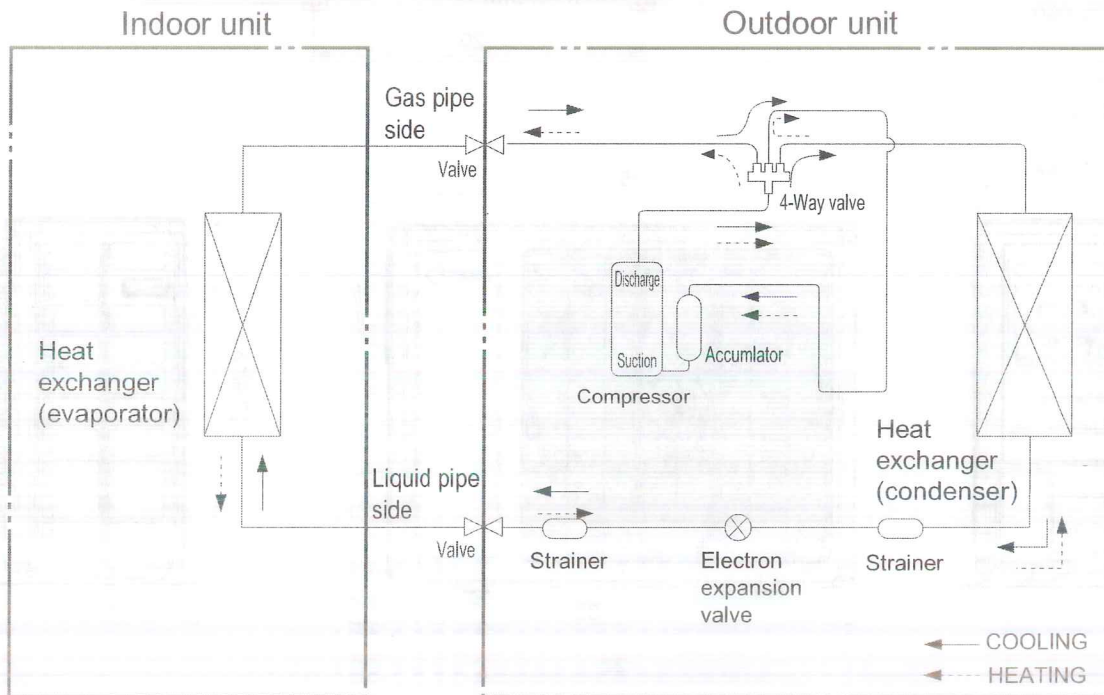 Indoor unit
Outdoor unit
Gas pipe
side
Valve
4-Way valve
Discharge
Suction
Accumlator
Compressor
Heat
exchanger
(evaporator)
Heat
exchanger
(condenser)
Liquid pipe
side
Valve
Strainer
Electron
expansion
valve
Strainer
COOLING
HEATING